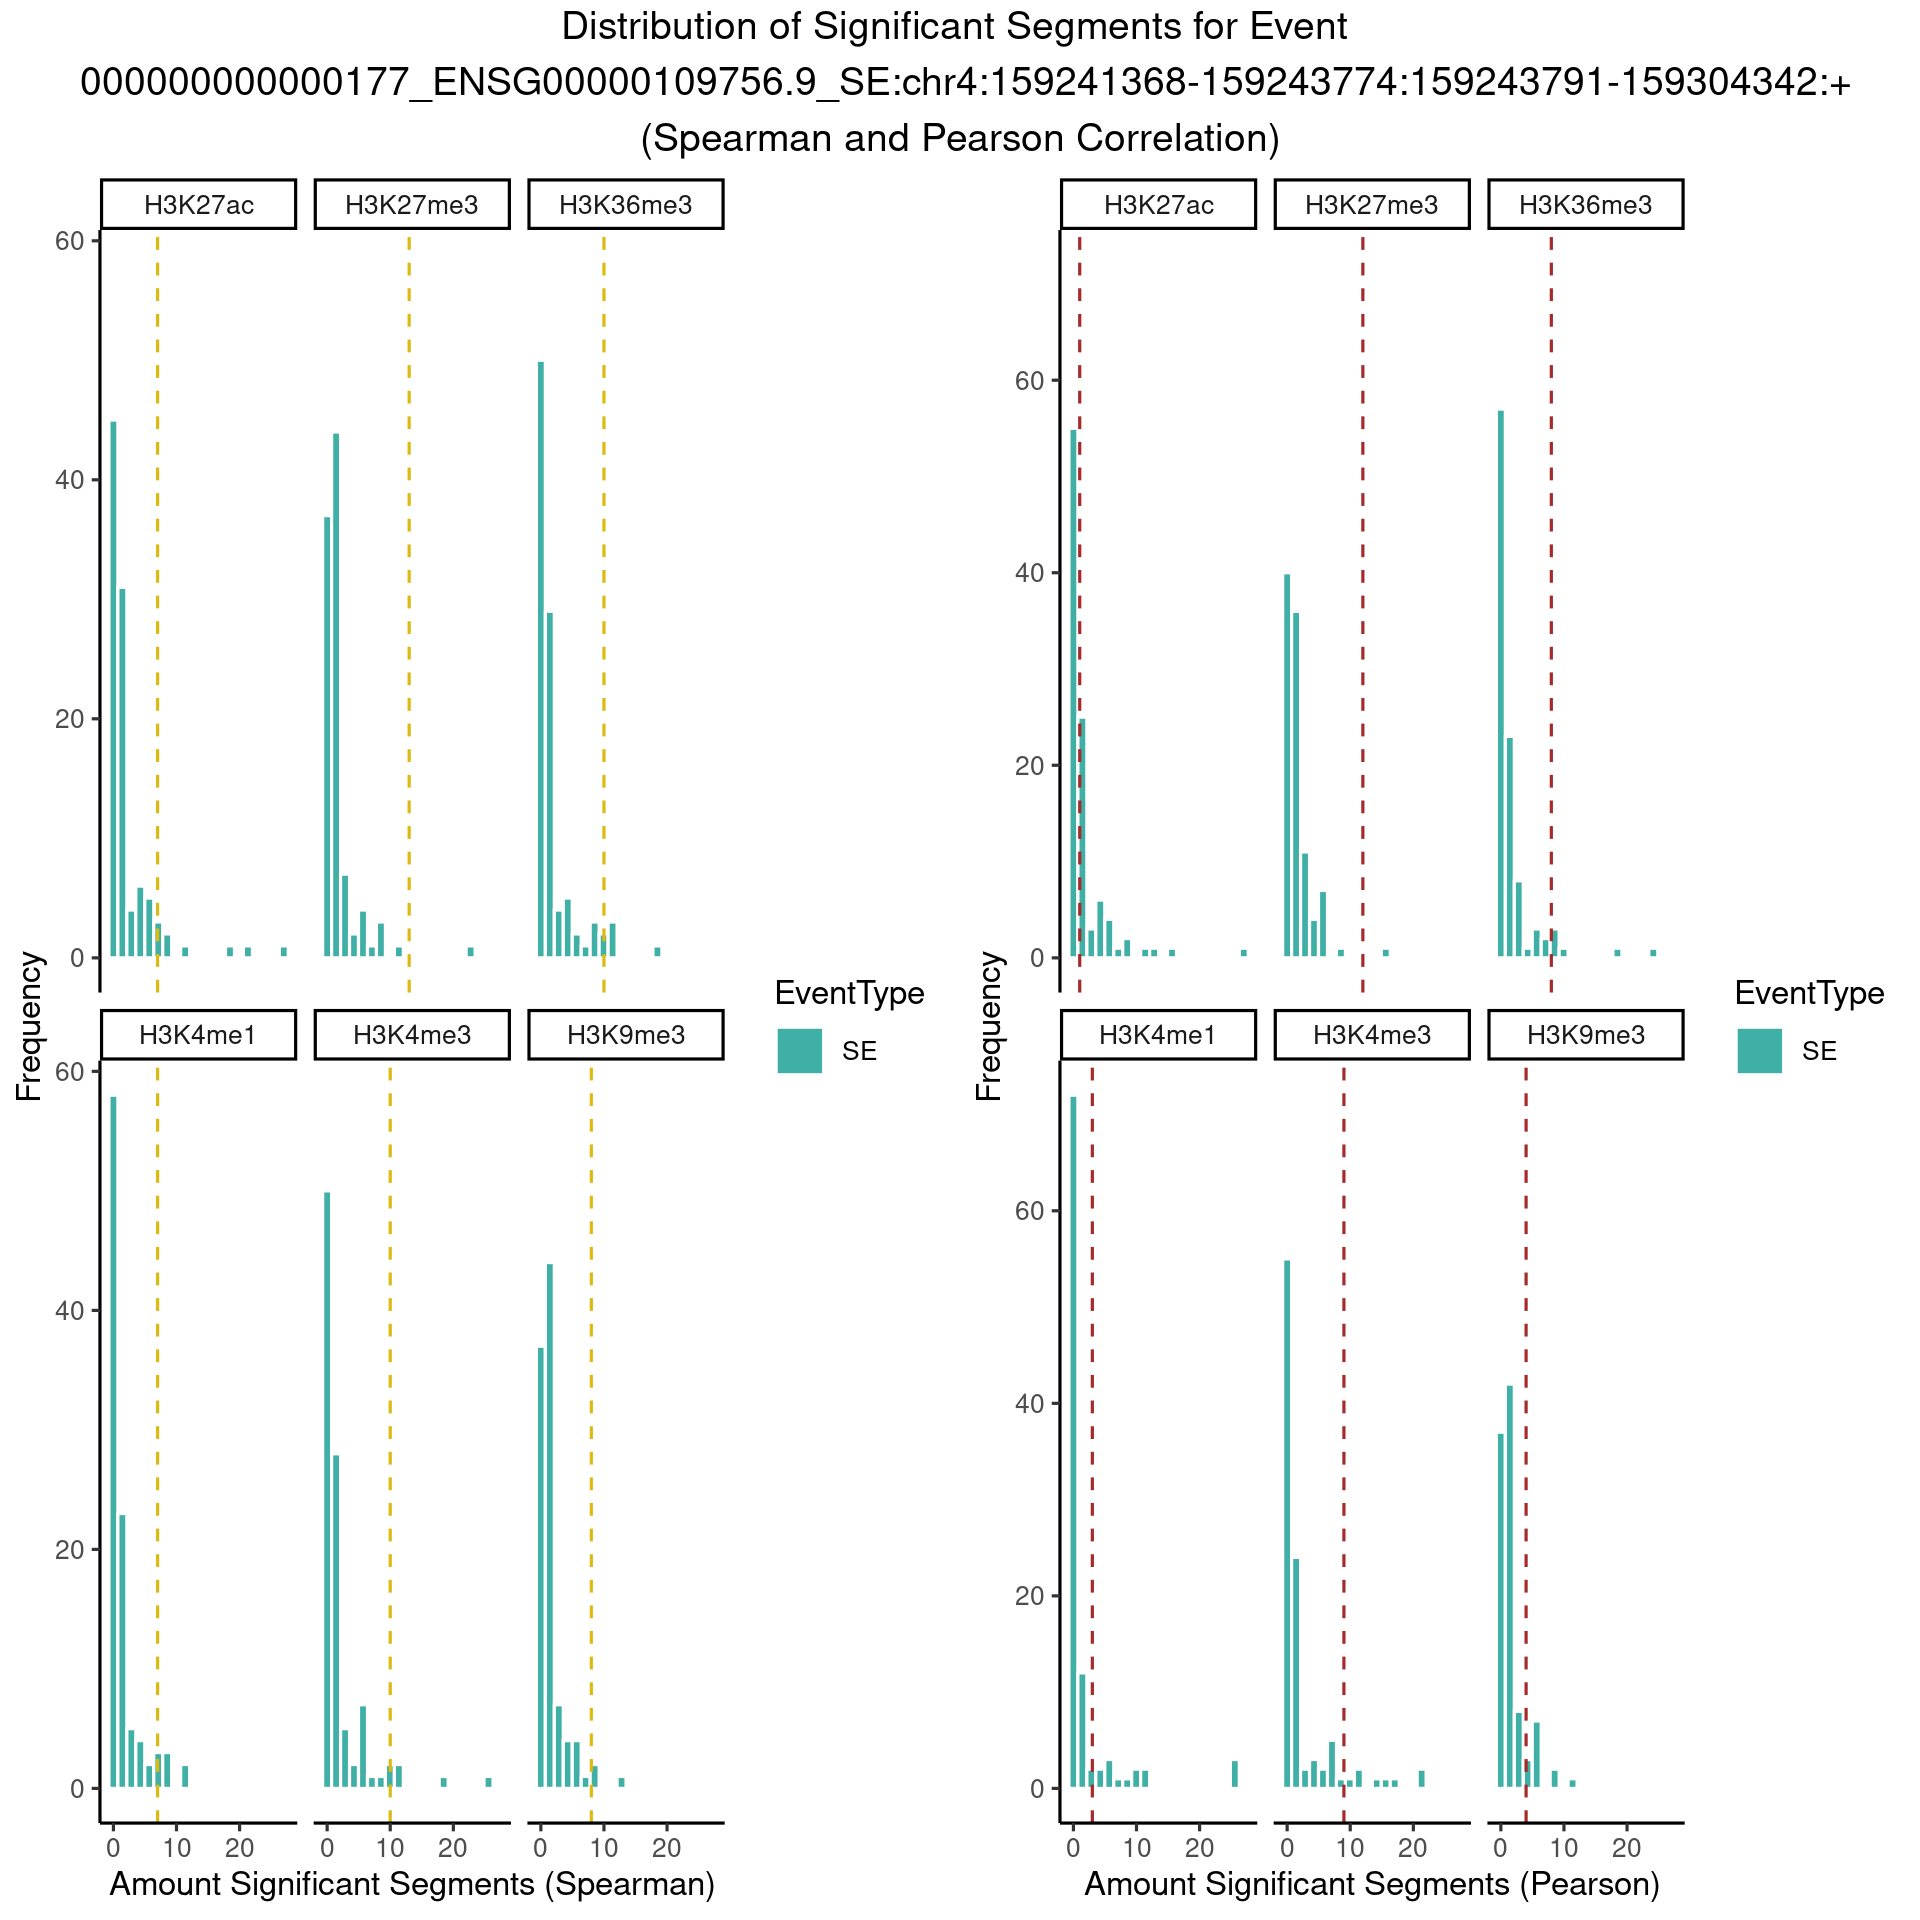 Distribution of Significant Segments for Event
000000000000177_ENSG00000109756.9_SE:chr4:159241368-159243774:159243791-159304342:+
(Spearman and Pearson Correlation)
H3K27ac H3K27me3 H3K36me3
60
40
20
0
H3K4me1 H3K4me3 H3K9me3
60
40
20
0
0 10 20 0 10 20 0 10 20
Frequency
Amount Significant Segments (Spearman)
EventType
SE
H3K27ac H3K27me3 H3K36me3
60
40
20
0
H3K4me1 H3K4me3 H3K9me3
60
40
20
0
0 10 20 0 10 20 0 10 20
Frequency
Amount Significant Segments (Pearson)
EventType
SE